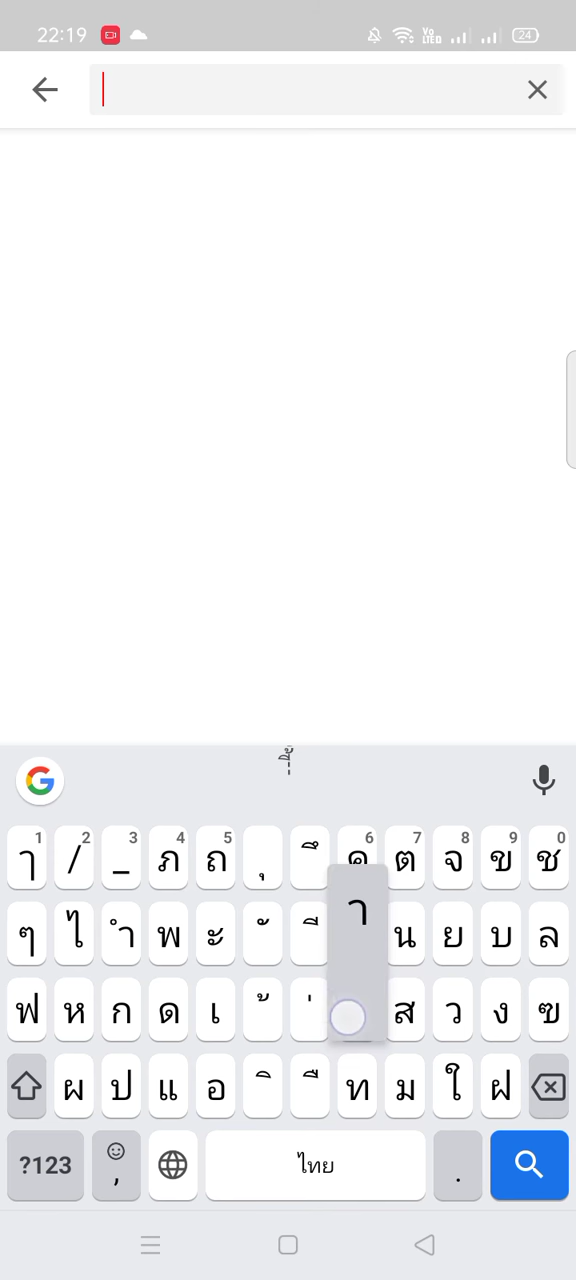 22:19 Vo LTED 24
ๅ 1 / 2 _ 3 ภ 4 ถ 5 ุ ึ ค 6 ต 7 จ 8 ข 9 ช 0
ๆ ไ ำ พ ะ ั ี า น ย บ ล
ฟ ห ก ด เ ้ ่ ส ว ง ฃ
ผ ป แ อ ิ ื ท ม ใ ฝ
?123 , ไทย .